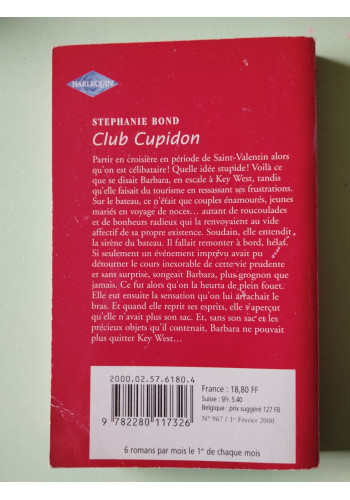 HARLEQUIN
STEPHANIE BOND
Club Cupidon
Partir en croisière en période de Saint-Valentin alors
qu'on est célibataire ! Quelle idée stupide ! Voilà ce
que se disait Barbara, en escale à Key West, tandis
qu'elle faisait du tourisme en ressassant ses frustrations.
Sur le bateau, ce n'était que couples énamourés, jeunes
mariés en voyage de noces... autant de roucoulades
et de bonheurs radieux qui la renvoyaient au vide
affectif de sa propre existence. Soudain, elle entendit
la sirène du bateau. Il fallait remonter à bord, hélas.
Si seulement un événement imprévu avait pu
détourner le cours inexorable de cette vie prudente
et sans surprise, songeait Barbara, plus grognon que
jamais. Ce fut alors qu'on la heurta de plein fouet.
Elle eut ensuite la sensation qu'on lui arrachait le
bras. Et quand elle reprit ses esprits, elle s'aperçut
qu'elle n'avait plus son sac. Et, sans son sac et les
précieux objets qu'il contenait, Barbara ne pouvait
plus quitter Key West...
2000.02.57.6180.4
9 782280 117326
France : 18,80 FF
Suisse : Sfr. 5.40
Belgique : prix suggéré 127 FB
N° 967 / 1er Février 2000
6 romans par mois le 1er de chaque mois